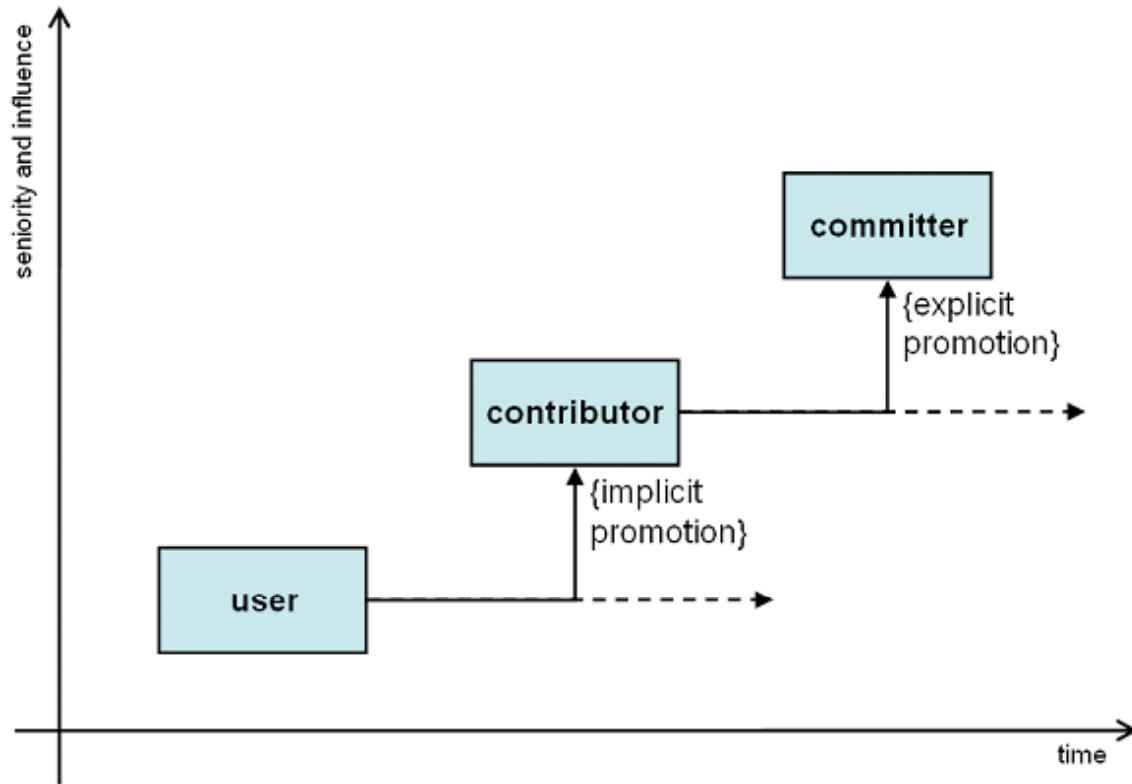 seniority and influence
committer
{explicit
promotion}
contributor
{implicit
promotion}
user
time